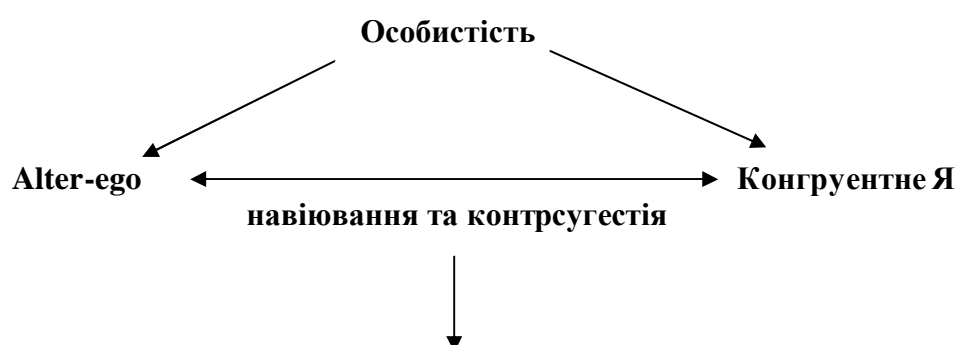 Особистість
Alter-ego
Конгруентне Я
навіювання та контрсугестія